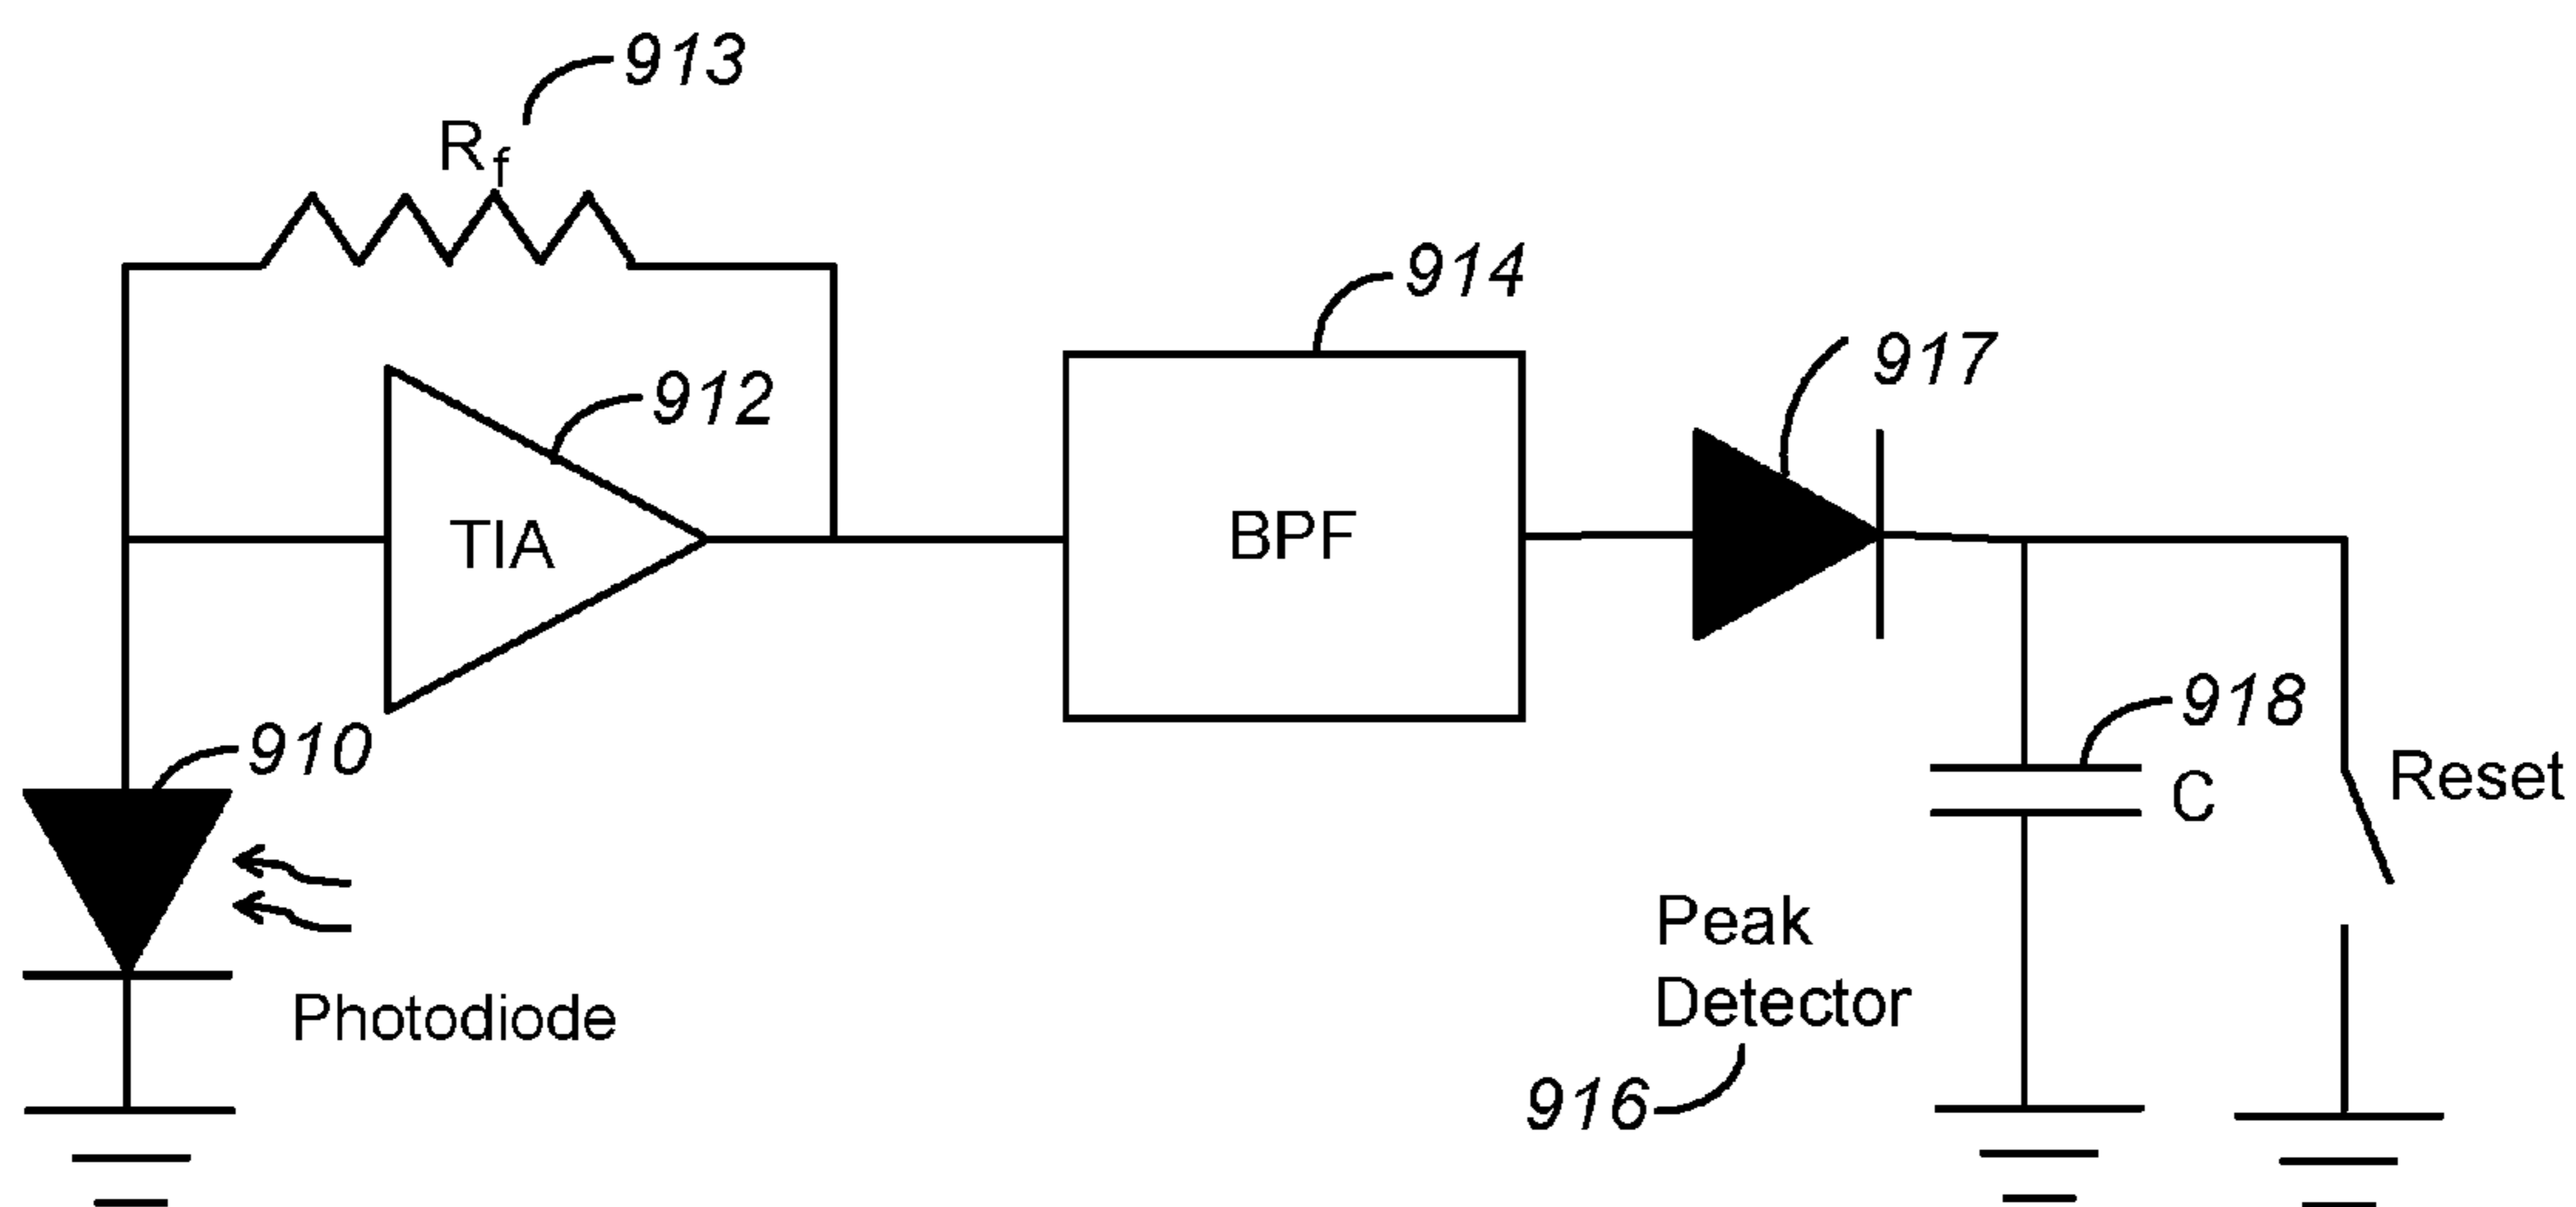 913
Rf
914
917
912
TIA
BPF
918
910
Reset
C
Peak
Detector
Photodiode
916